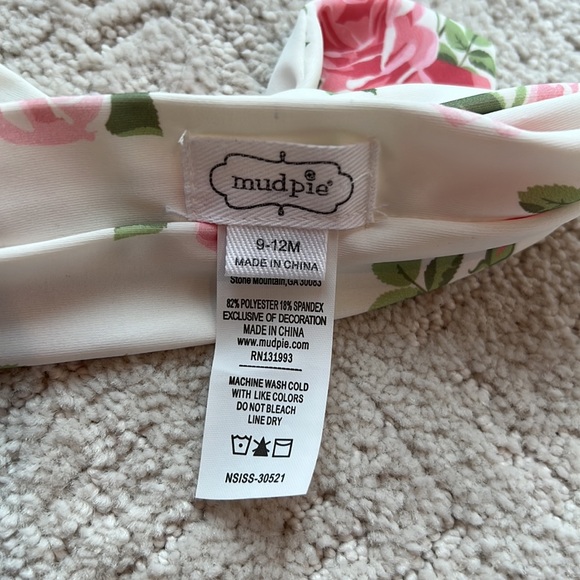 mudpie®
9-12M
MADE IN CHINA
Stone Mountain, GA 30083
82% POLYESTER 18% SPANDEX
EXCLUSIVE OF DECORATION
MADE IN CHINA
www.mudpie.com
RN131993
MACHINE WASH COLD
WITH LIKE COLORS
DO NOT BLEACH
LINE DRY
NSISS-30521